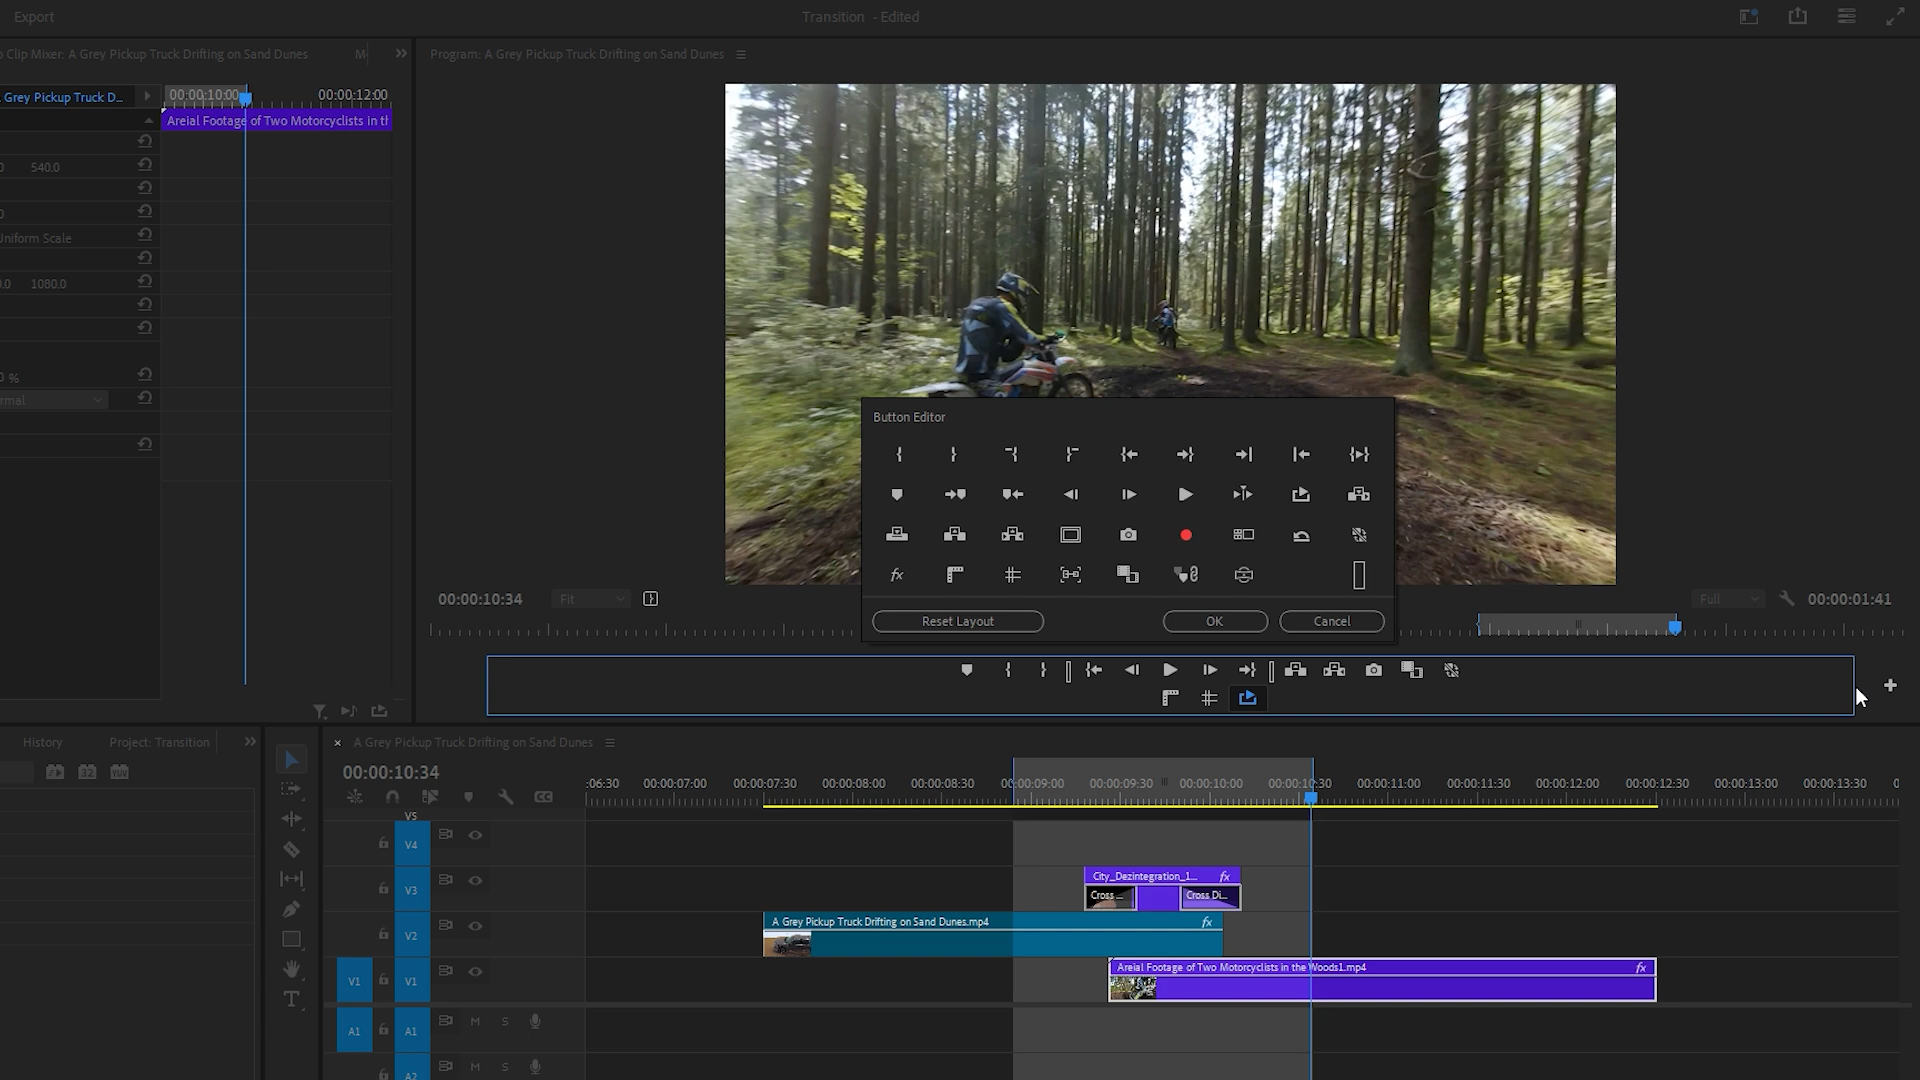 Export
Transition - Edited
Clip Mixer: A Grey Pickup Truck Drifting on Sand Dunes
Program: A Grey Pickup Truck Drifting on Sand Dunes
Grey Pickup Truck D...
00:00:10:00
00:00:12:00
Areial Footage of Two Motorcyclists in th
540.0
Uniform Scale
1080.0
%
Button Editor
fx
Reset Layout
OK
Cancel
00:00:10:34
Fit
Full
00:00:01:41
History
Project: Transition
A Grey Pickup Truck Drifting on Sand Dunes
00:00:10:34
:06:30
00:00:07:00
00:00:07:30
00:00:08:00
00:00:08:30
00:00:09:00
00:00:09:30
00:00:10:00
00:00:10:30
00:00:11:00
00:00:11:30
00:00:12:00
00:00:12:30
00:00:13:00
00:00:13:30
V5
V4
V3
City_Dezintegration_1...
fx
Cross ...
Cross Di...
V2
A Grey Pickup Truck Drifting on Sand Dunes.mp4
fx
V1
V1
Areial Footage of Two Motorcyclists in the Woods1.mp4
fx
A1
A1
M
S
A2
M
S